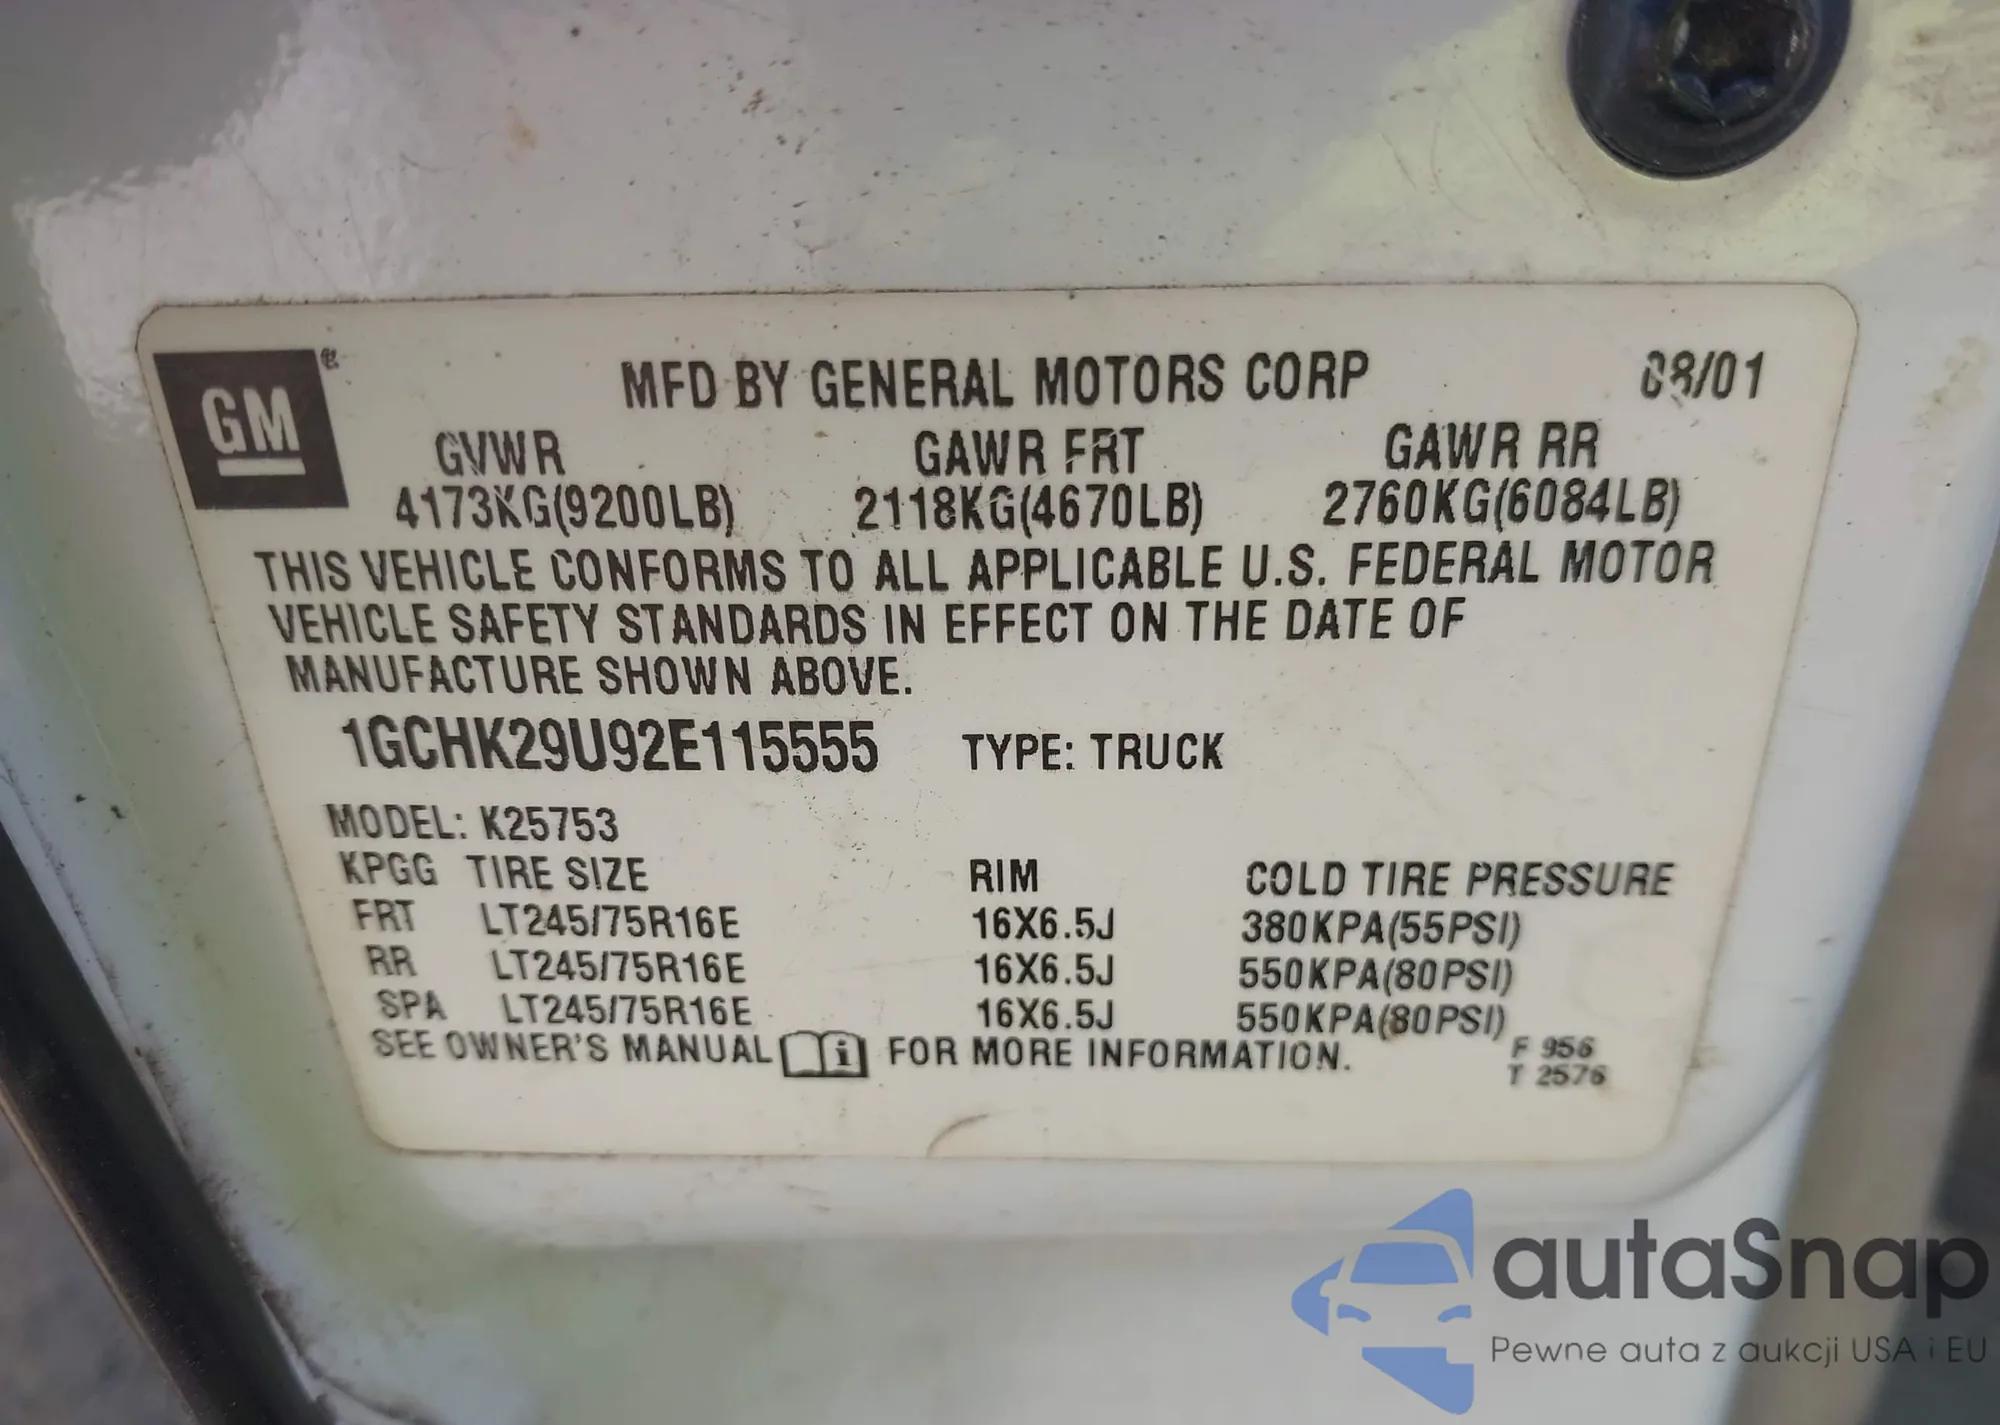 GM
MFD BY GENERAL MOTORS CORP 08/01
GVWR GAWR FRT GAWR RR
4173KG(9200LB) 2118KG(4670LB) 2760KG(6084LB)
THIS VEHICLE CONFORMS TO ALL APPLICABLE U.S. FEDERAL MOTOR
VEHICLE SAFETY STANDARDS IN EFFECT ON THE DATE OF
MANUFACTURE SHOWN ABOVE.
1GCHK29U92E115555 TYPE: TRUCK
MODEL: K25753
KPGG TIRE SIZE RIM COLD TIRE PRESSURE
FRT LT245/75R16E 16X6.5J 380KPA(55PSI)
RR LT245/75R16E 16X6.5J 550KPA(80PSI)
SPA LT245/75R16E 16X6.5J 550KPA(80PSI)
SEE OWNER'S MANUAL i FOR MORE INFORMATION.
F 956
T 2576
autaSnap
Pewne auta z aukcji USA i EU